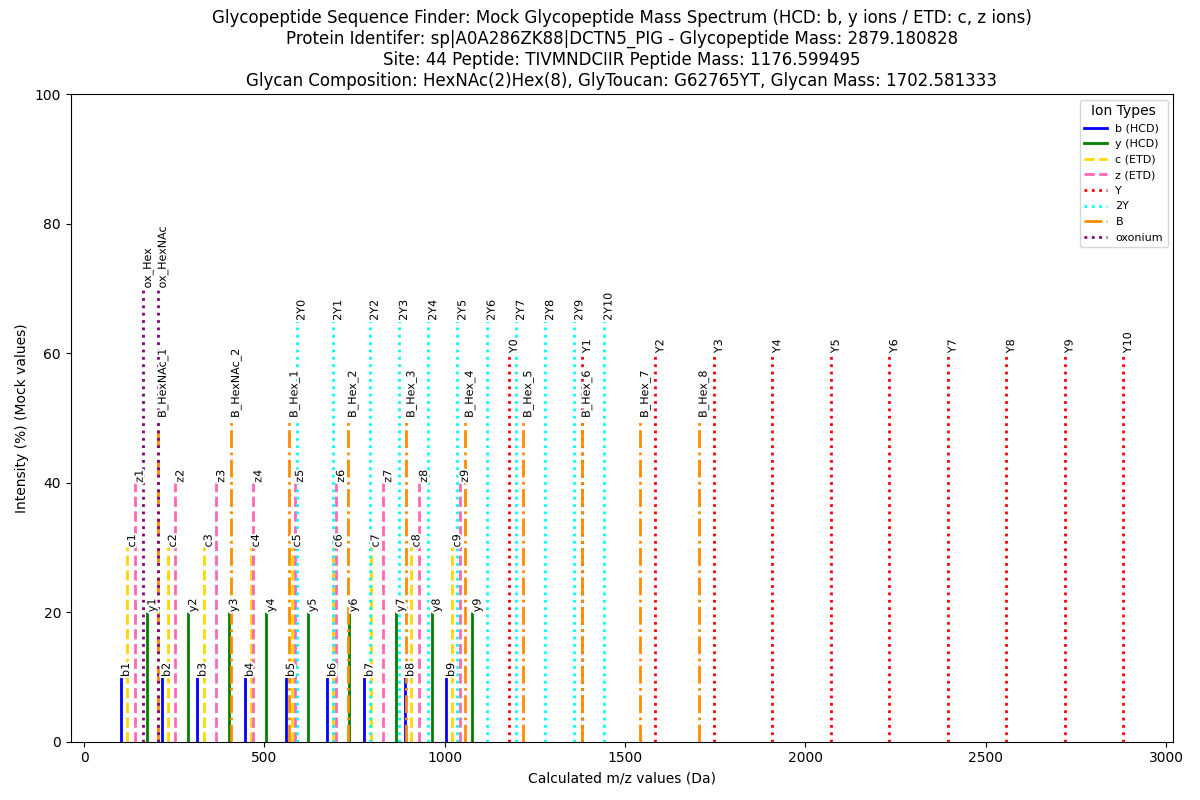 Glycopeptide Sequence Finder: Mock Glycopeptide Mass Spectrum (HCD: b, y ions / ETD: c, z ions)
Protein Identifer: sp|A0A286ZK88|DCTN5_PIG - Glycopeptide Mass: 2879.180828
Site: 44 Peptide: TIVMNDCIIR Peptide Mass: 1176.599495
Glycan Composition: HexNAc(2)Hex(8), GlyToucan: G62765YT, Glycan Mass: 1702.581333
Intensity (%) (Mock values)
100
80
60
40
20
0
Ion Types
b (HCD)
y (HCD)
c (ETD)
z (ETD)
Y
2Y
B
oxonium
ox_Hex
ox_HexNAc
2Y0
2Y1
2Y2
2Y3
2Y4
2Y5
2Y6
2Y7
2Y8
2Y9
2Y10
Y0
Y1
Y2
Y3
Y4
Y5
Y6
Y7
Y8
Y9
Y10
B_HexNAc_1
B_HexNAc_2
B_Hex_1
B_Hex_2
B_Hex_3
B_Hex_4
B_Hex_5
B_Hex_6
B_Hex_7
B_Hex_8
z1
z2
z3
z4
z5
z6
z7
z8
z9
c1
c2
c3
c4
c5
c6
c7
c8
c9
y1
y2
y3
y4
y5
y6
y7
y8
y9
b1
b2
b3
b4
b5
b6
b7
b8
b9
0
500
1000
1500
2000
2500
3000
Calculated m/z values (Da)